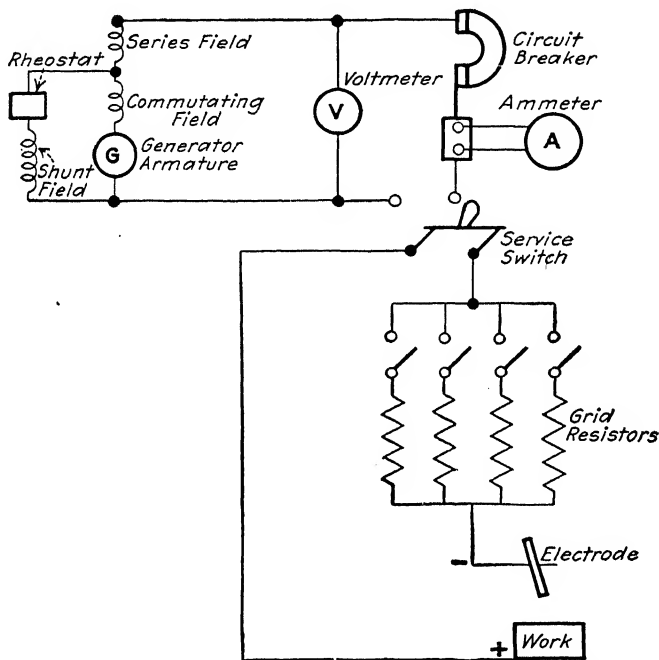 Series Field
Circuit
Breaker
Rheostat
Voltmeter
Commutating
Field
Ammeter
V
A
G
Generator
Armature
Shunt
Field
Service
Switch
Grid
Resistors
-
Electrode
+
Work